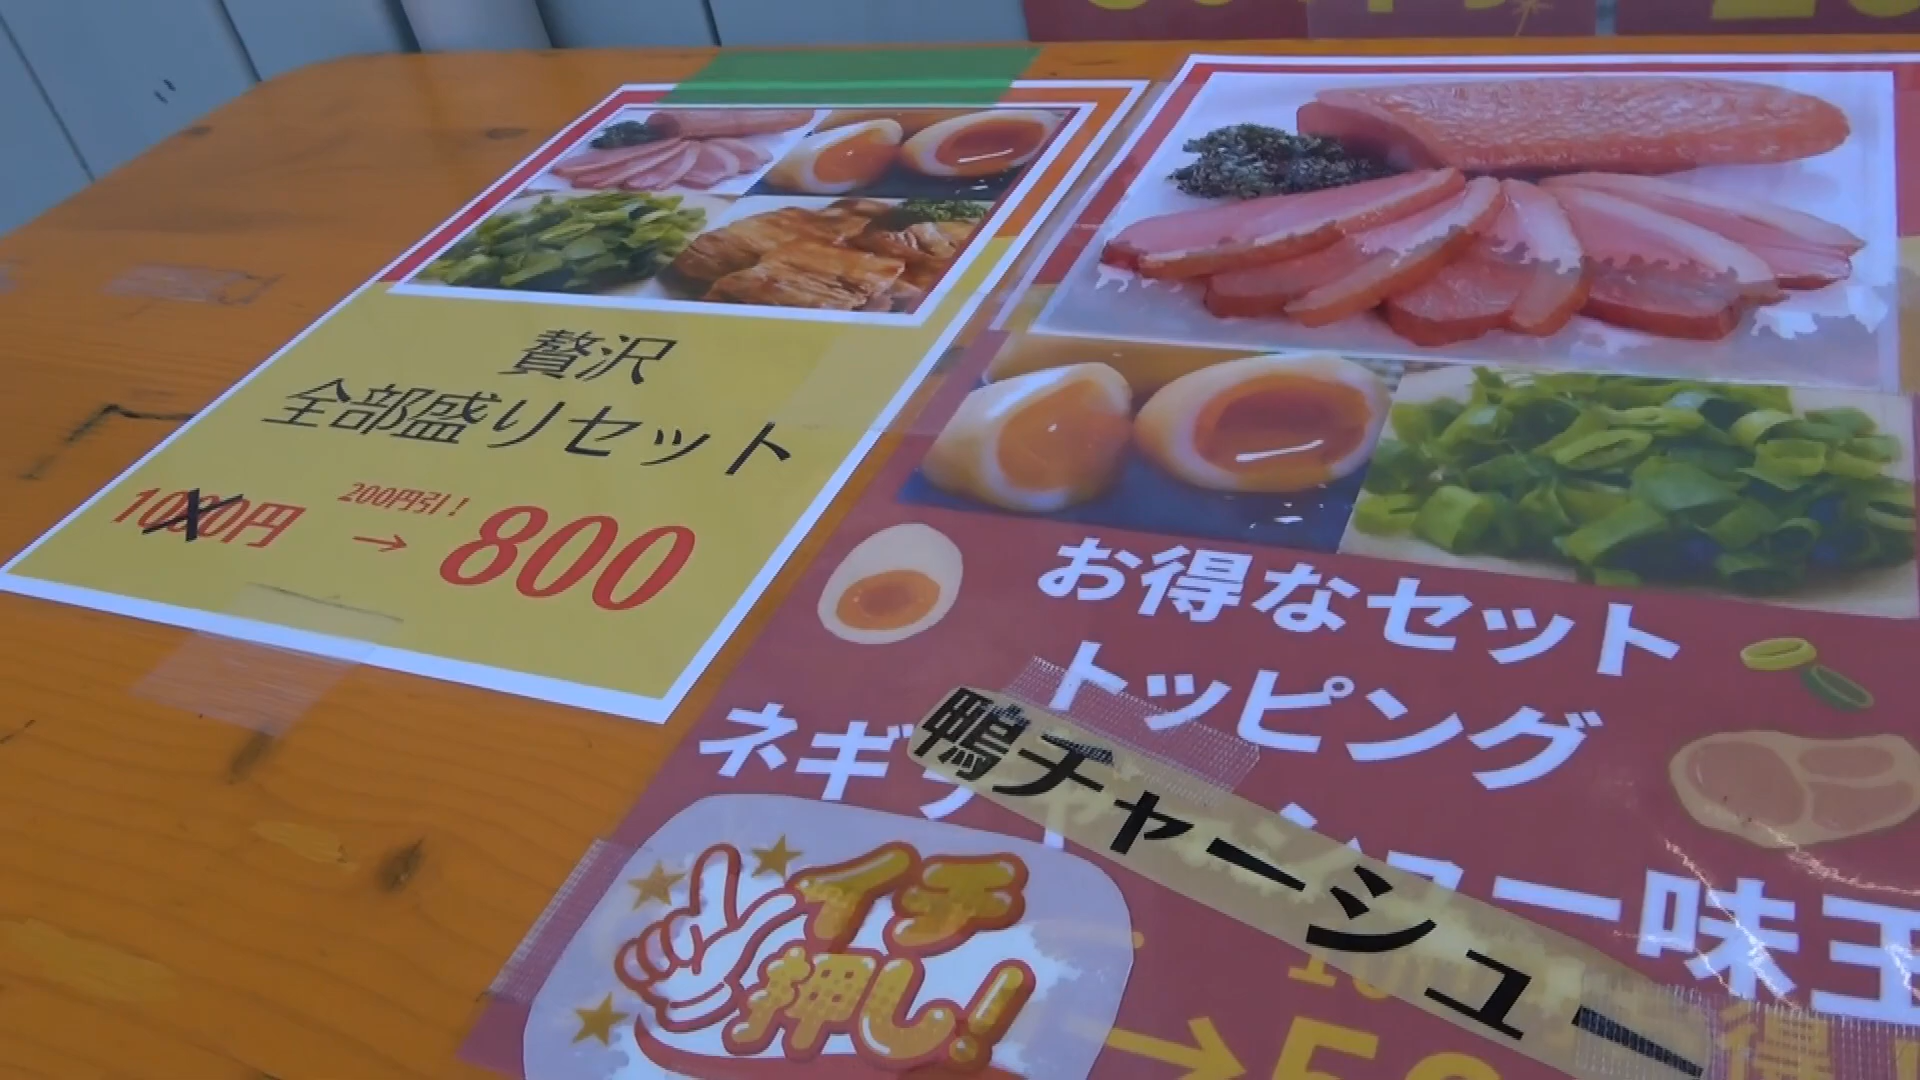 贅沢
全部盛りセット
200円引!
1000円 → 800
お得なセット
トッピング
ネギ
鴨チャーシュー
味玉
イチ
押し!